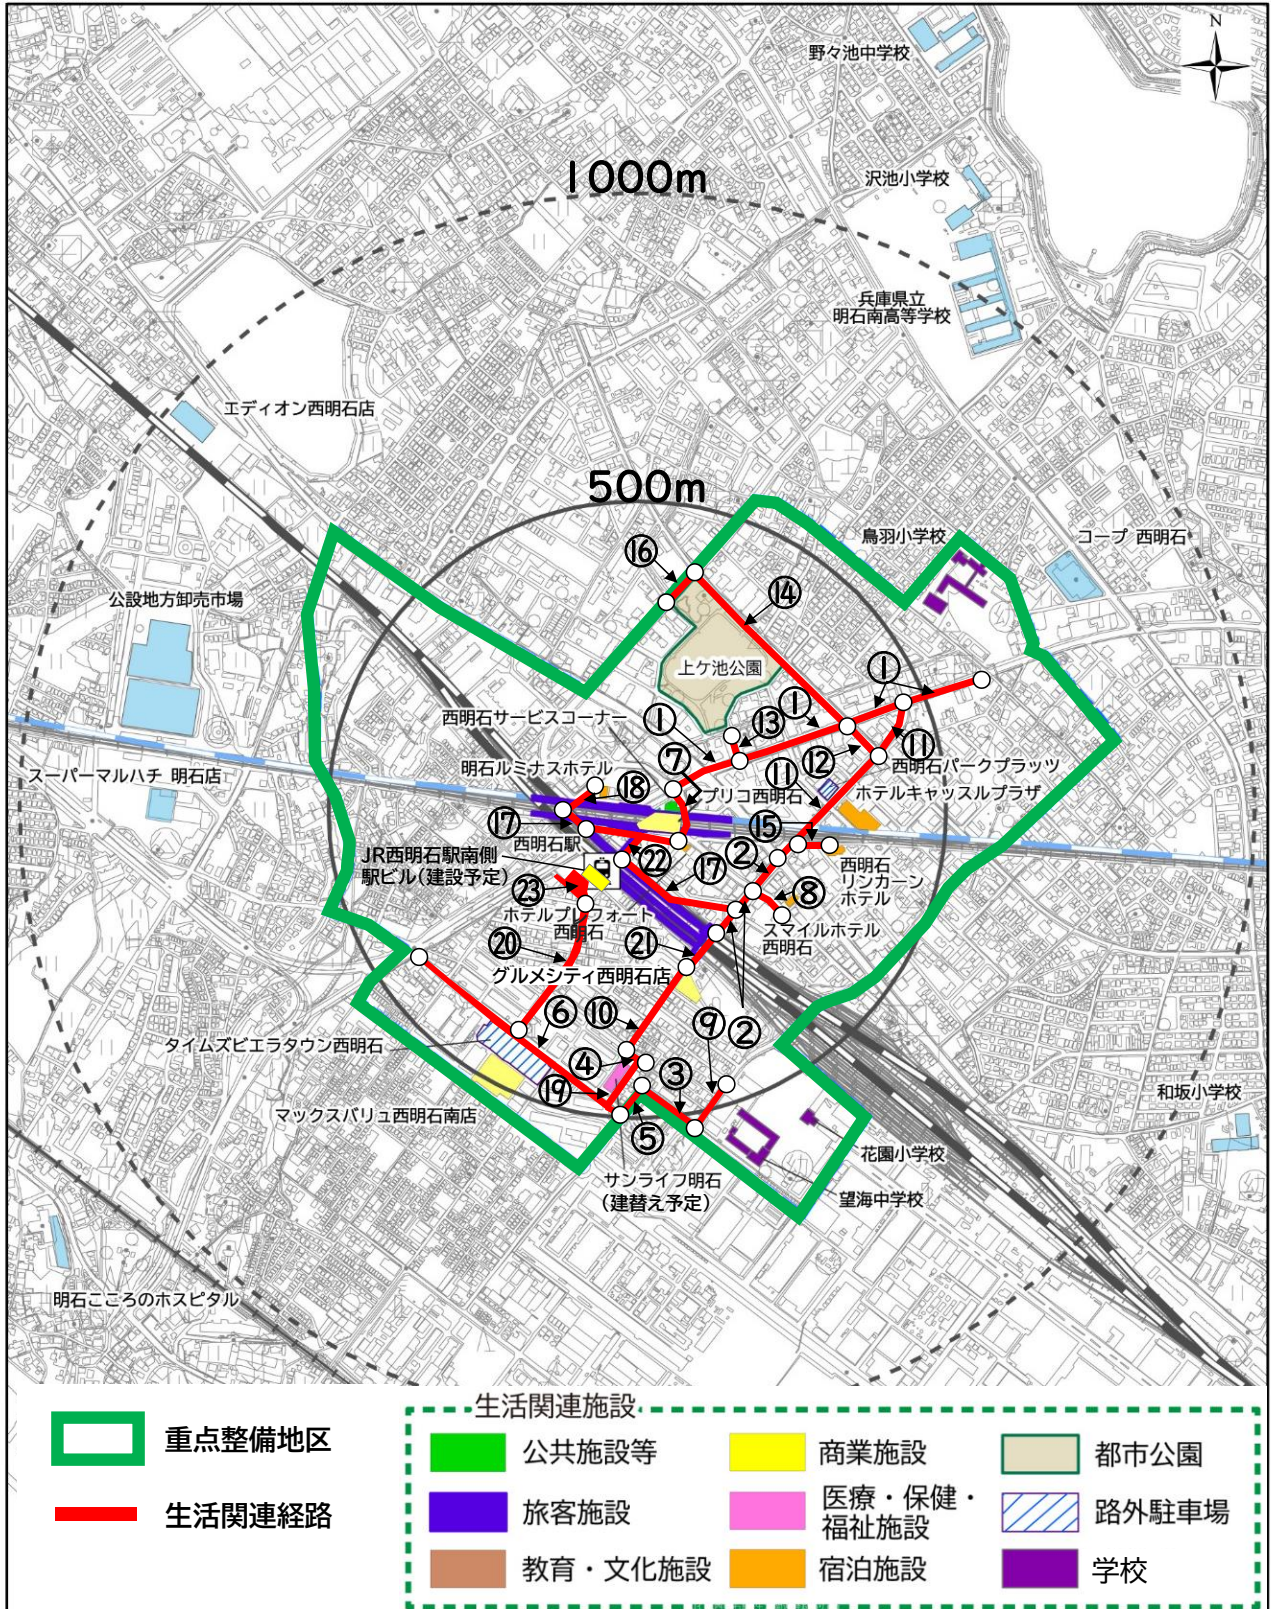 N
野々池中学校
1000m
沢池小学校
兵庫県立
明石南高等学校
エディオン西明石店
500m
鳥羽小学校
コープ 西明石
⑯
⑭
公設地方卸売市場
上ケ池公園
①
西明石サービスコーナー
①
①
⑬
⑫
⑪
スーパーマルハチ 明石店
明石ルミナスホテル
⑦
⑪
西明石パークプラッツ
⑱
プリコ西明石
ホテルキャッスルプラザ
⑰
西明石駅
⑮
JR西明石駅南側
駅ビル(建設予定)
㉒
⑰
②
西明石
リンカーン
ホテル
㉓
⑧
ホテルプレフォート
西明石
スマイルホテル
西明石
⑳
㉑
グルメシティ西明石店
⑥
⑩
⑨
②
タイムズビエラタウン西明石
④
③
⑲
マックスバリュ西明石南店
⑤
和坂小学校
花園小学校
サンライフ明石
(建替え予定)
望海中学校
明石こころのホスピタル
重点整備地区
生活関連経路
生活関連施設
公共施設等
商業施設
都市公園
旅客施設
医療・保健・
福祉施設
路外駐車場
教育・文化施設
宿泊施設
学校